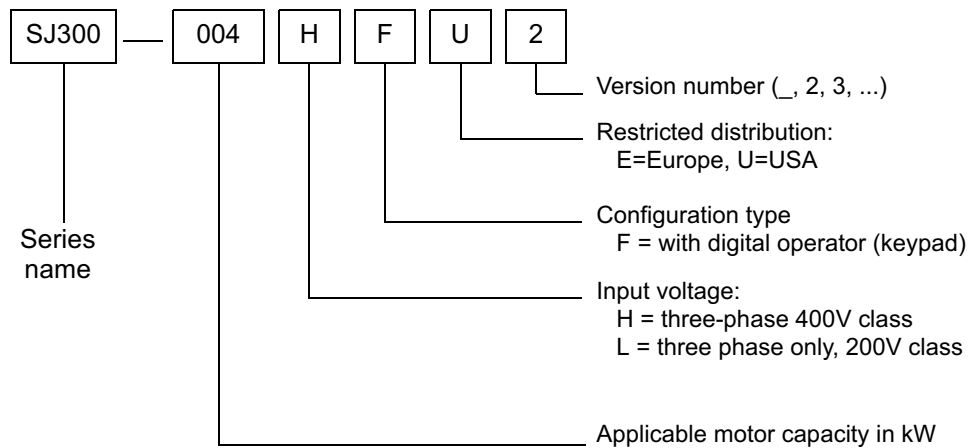 SJ300 — 004 H F U 2
Version number (_, 2, 3, ...)
Restricted distribution:
E=Europe, U=USA
Configuration type
F = with digital operator (keypad)
Series
name
Input voltage:
H = three-phase 400V class
L = three phase only, 200V class
Applicable motor capacity in kW